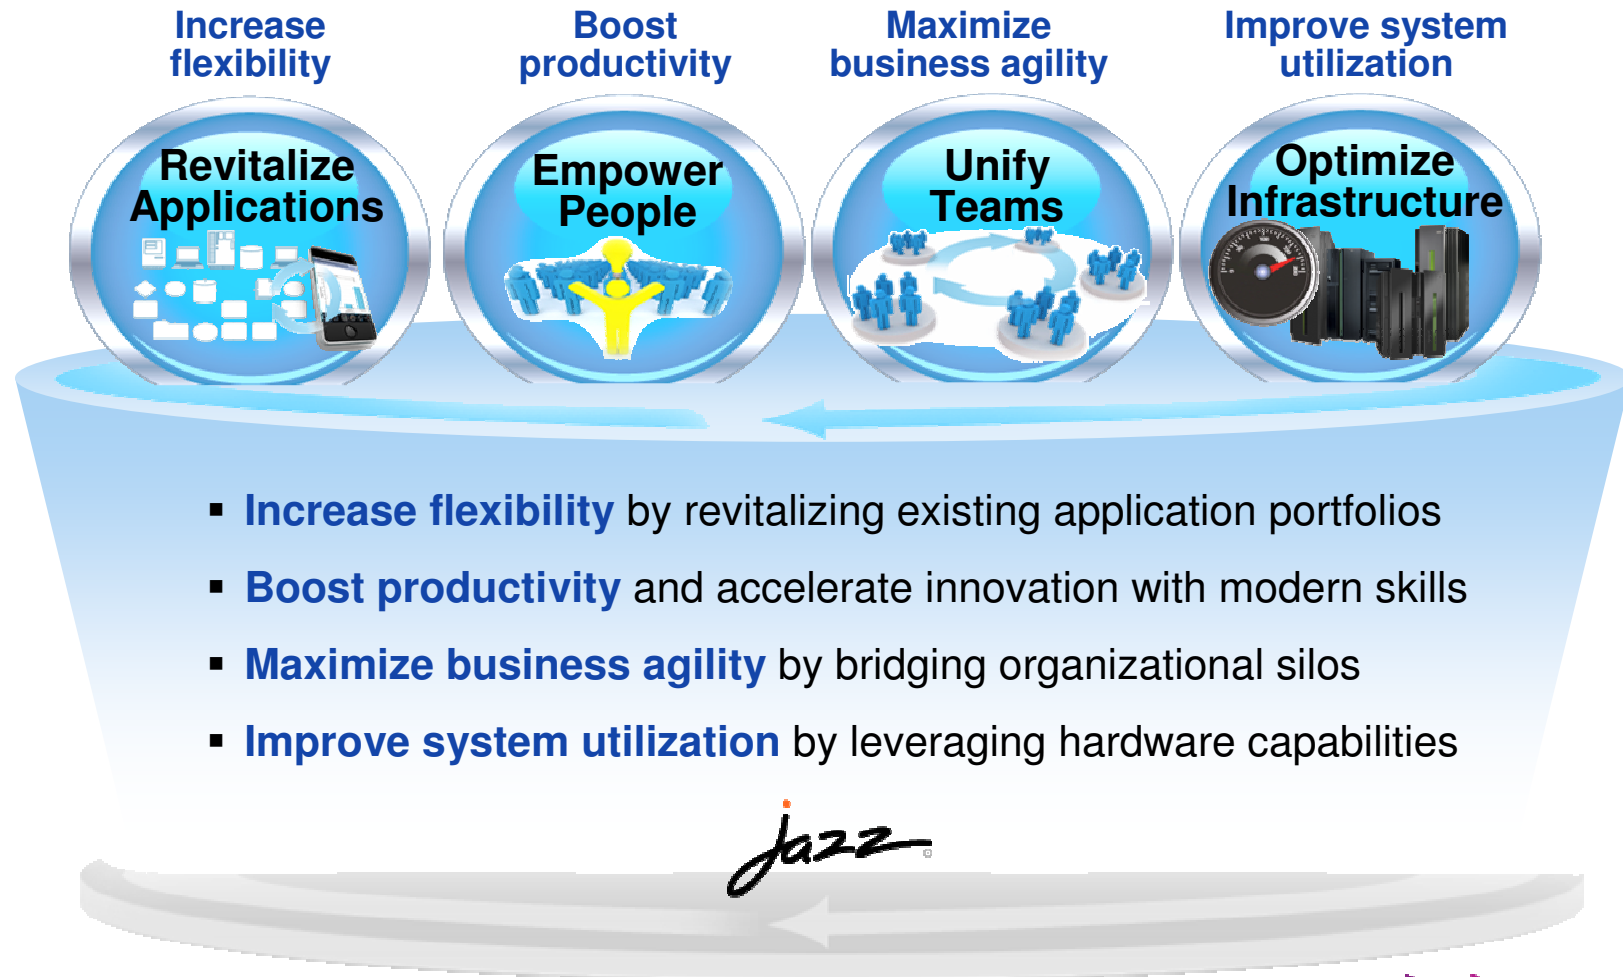 Increase
flexibility
Boost
productivity
Maximize
business agility
Improve system
utilization
Revitalize
Applications
Empower
People
Unify
Teams
Optimize
Infrastructure
▪ Increase flexibility by revitalizing existing application portfolios
▪ Boost productivity and accelerate innovation with modern skills
▪ Maximize business agility by bridging organizational silos
▪ Improve system utilization by leveraging hardware capabilities
jazz